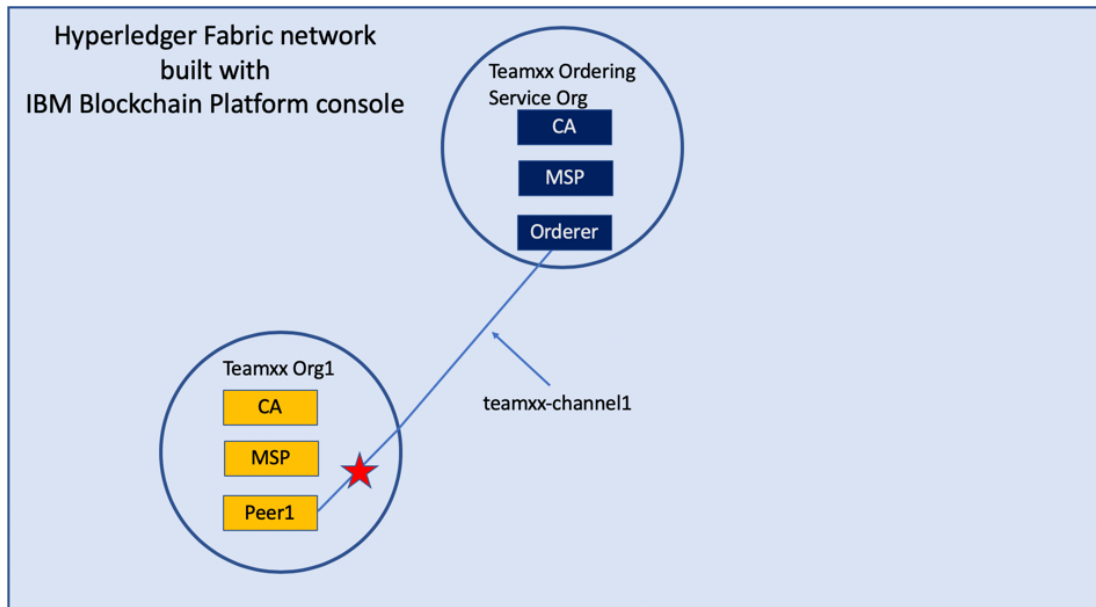 Hyperledger Fabric network
built with
IBM Blockchain Platform console
Teamxx Ordering
Service Org
CA
MSP
Orderer
teamxx-channel1
Teamxx Org1
CA
MSP
Peer1